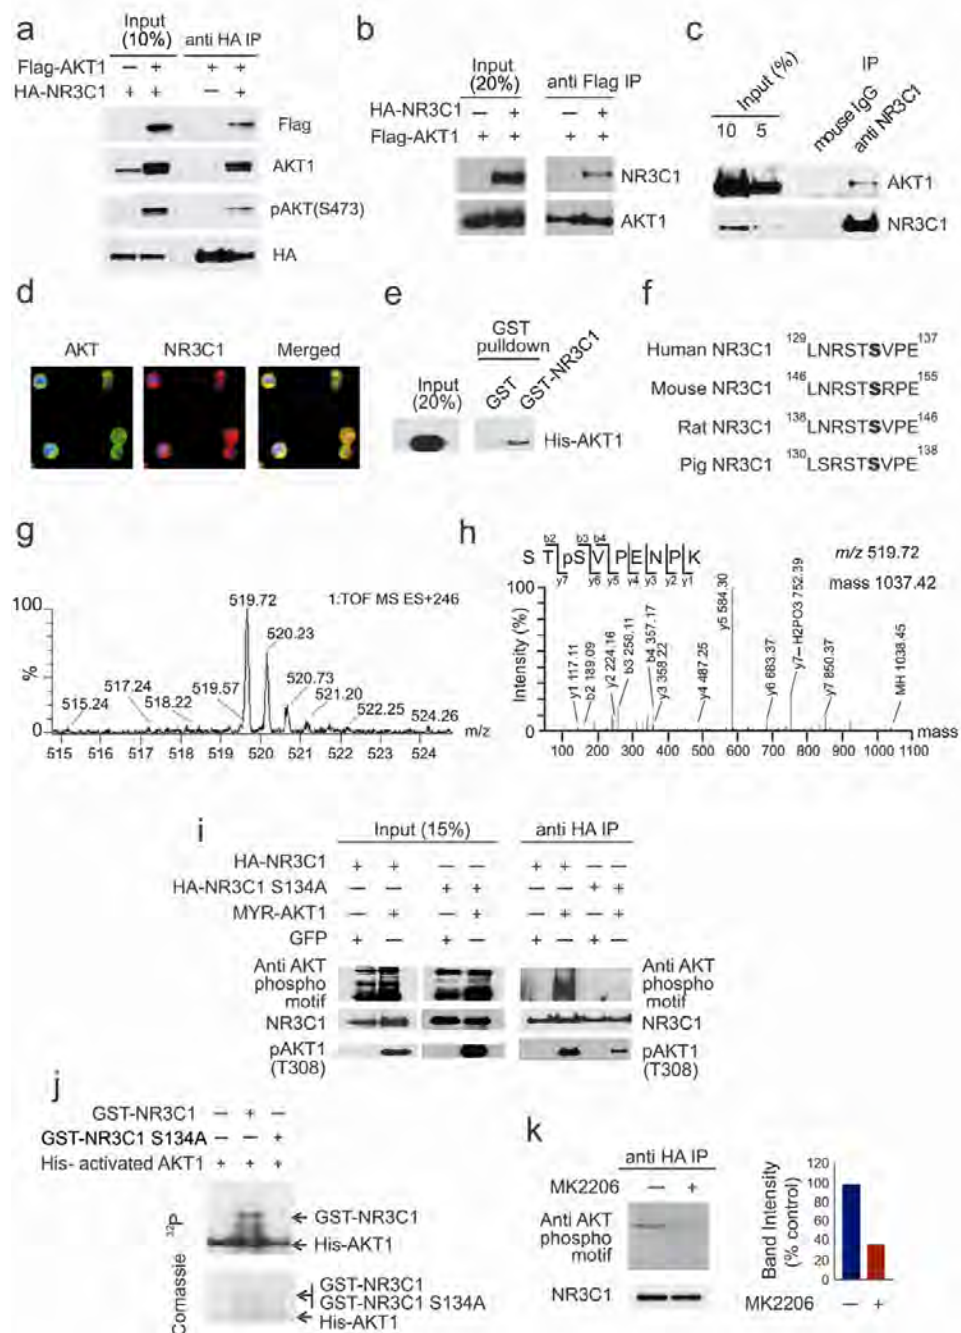 a
Input (10%) anti HA IP
Flag-AKT1 – + + +
HA-NR3C1 + + – +
Flag
AKT1
pAKT(S473)
HA
b
Input (20%) anti Flag IP
HA-NR3C1 – + – +
Flag-AKT1 + + + +
NR3C1
AKT1
c
Input (%) IP
10 5 mouse IgG anti NR3C1
AKT1
NR3C1
d
AKT NR3C1 Merged
e
GST pulldown
Input (20%) GST GST-NR3C1
His-AKT1
f
Human NR3C1 129LNRSTSVPE137
Mouse NR3C1 146LNRSTSRPE155
Rat NR3C1 138LNRSTSVPE146
Pig NR3C1 130LSRSTSVPE138
g
1:TOF MS ES+246
100
%
0
519.72
520.23
520.73
521.20
522.25
524.26
515.24
517.24
518.22
519.57
515 516 517 518 519 520 521 522 523 524 m/z
h
b2 b3 b4
S T pS V P E N P K
y7 y6 y5 y4 y3 y2 y1
m/z 519.72
mass 1037.42
Intensity (%)
100
0
y1 117.11
b2 189.09
y2 224.16
b3 256.11
b4 357.17
y3 358.22
y4 487.25
y5 584.30
y6 683.37
y7–H2PO3 752.39
y7 850.37
MH 1038.45
100 200 300 400 500 600 700 800 900 1000 1100 mass
i
Input (15%) anti HA IP
HA-NR3C1 + + – – + + – –
HA-NR3C1 S134A – – + + – – + +
MYR-AKT1 – + – + – + – +
GFP + – + – + – + –
Anti AKT phospho motif Anti AKT phospho motif
NR3C1 NR3C1
pAKT1 (T308) pAKT1 (T308)
j
GST-NR3C1 – + –
GST-NR3C1 S134A – – +
His- activated AKT1 + + +
32P
GST-NR3C1
His-AKT1
Comassie
GST-NR3C1
GST-NR3C1 S134A
His-AKT1
k
anti HA IP
MK2206 – +
Anti AKT phospho motif
NR3C1
Band Intensity (% control)
120
100
80
60
40
20
0
MK2206 – +